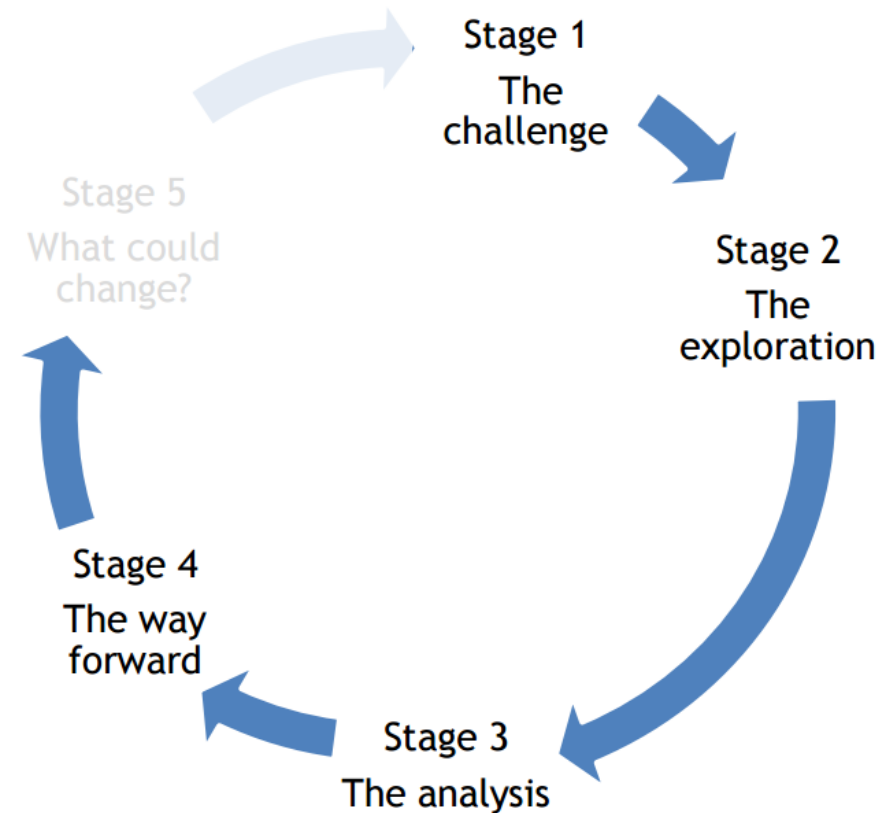 Stage 1
The
challenge
Stage 2
The
exploration
Stage 3
The analysis
Stage 4
The way
forward
Stage 5
What could
change?